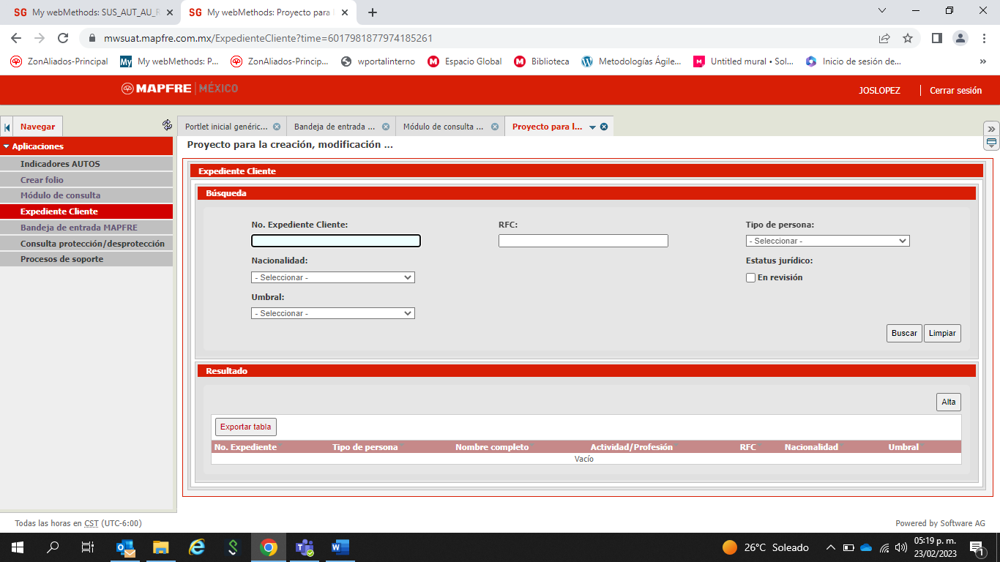 My webMethods: SUS_AUT_AU_R
My webMethods: Proyecto para l
mwsuat.mapfre.com.mx/ExpedienteCliente?time=6017981877974185261
ZonAliados-Principal
My webMethods: P...
ZonAliados-Princip...
wportalinterno
Espacio Global
Biblioteca
Metodologías Ágile...
Untitled mural • Sol...
Inicio de sesión de...
MAPFRE MÉXICO
JOSLOPEZ
Cerrar sesión
Navegar
Portlet inicial genéric...
Bandeja de entrada ...
Módulo de consulta ...
Proyecto para l...
Aplicaciones
Indicadores AUTOS
Crear folio
Módulo de consulta
Expediente Cliente
Bandeja de entrada MAPFRE
Consulta protección/desprotección
Procesos de soporte
Proyecto para la creación, modificación ...
Expediente Cliente
Búsqueda
No. Expediente Cliente:
RFC:
Tipo de persona:
- Seleccionar -
Nacionalidad:
- Seleccionar -
Estatus jurídico:
En revisión
Umbral:
- Seleccionar -
Buscar
Limpiar
Resultado
Alta
Exportar tabla
No. Expediente
Tipo de persona
Nombre completo
Actividad/Profesión
RFC
Nacionalidad
Umbral
Vacío
Todas las horas en CST (UTC-6:00)
Powered by Software AG
26°C Soleado
05:19 p. m.
23/02/2023
1